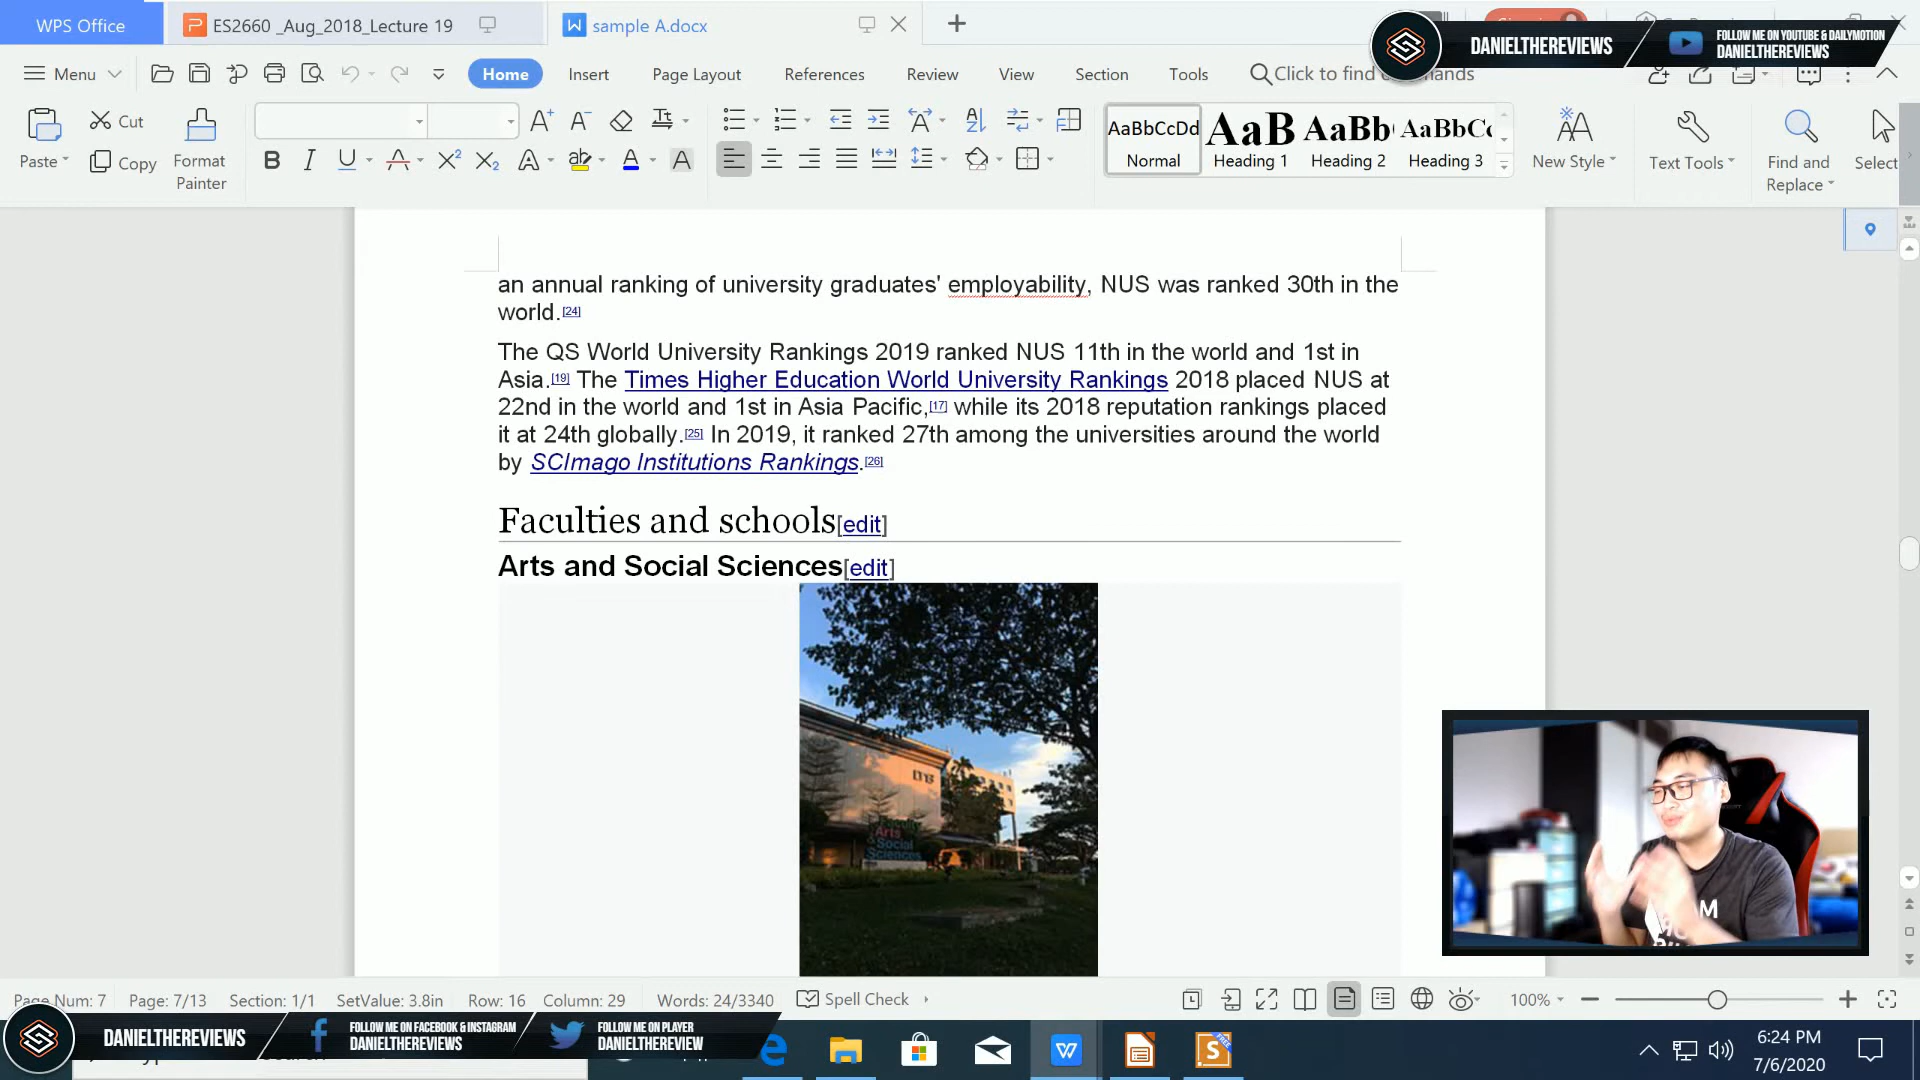 WPS Office
ES2660 _Aug_2018_Lecture 19
sample A.docx
DANIELTHEREVIEWS
FOLLOW ME ON YOUTUBE & DAILYMOTION
DANIELTHEREVIEWS
Menu
Home
Insert
Page Layout
References
Review
View
Section
Tools
Click to find commands
Paste
Cut
Copy
Format
Painter
AaBbCcDd
Normal
AaB
Heading 1
AaBb
Heading 2
AaBbC
Heading 3
New Style
Text Tools
Find and
Replace
Select
an annual ranking of university graduates' employability, NUS was ranked 30th in the
world.[24]
The QS World University Rankings 2019 ranked NUS 11th in the world and 1st in
Asia.[19] The Times Higher Education World University Rankings 2018 placed NUS at
22nd in the world and 1st in Asia Pacific,[17] while its 2018 reputation rankings placed
it at 24th globally.[25] In 2019, it ranked 27th among the universities around the world
by SCImago Institutions Rankings.[26]
Faculties and schools[edit]
Arts and Social Sciences[edit]
Faculty
Arts
& Social
Sciences
Page Num: 7
Page: 7/13
Section: 1/1
SetValue: 3.8in
Row: 16
Column: 29
Words: 24/3340
Spell Check
100%
DANIELTHEREVIEWS
FOLLOW ME ON FACEBOOK & INSTAGRAM
DANIELTHEREVIEWS
FOLLOW ME ON PLAYER
DANIELTHEREVIEW
6:24 PM
7/6/2020